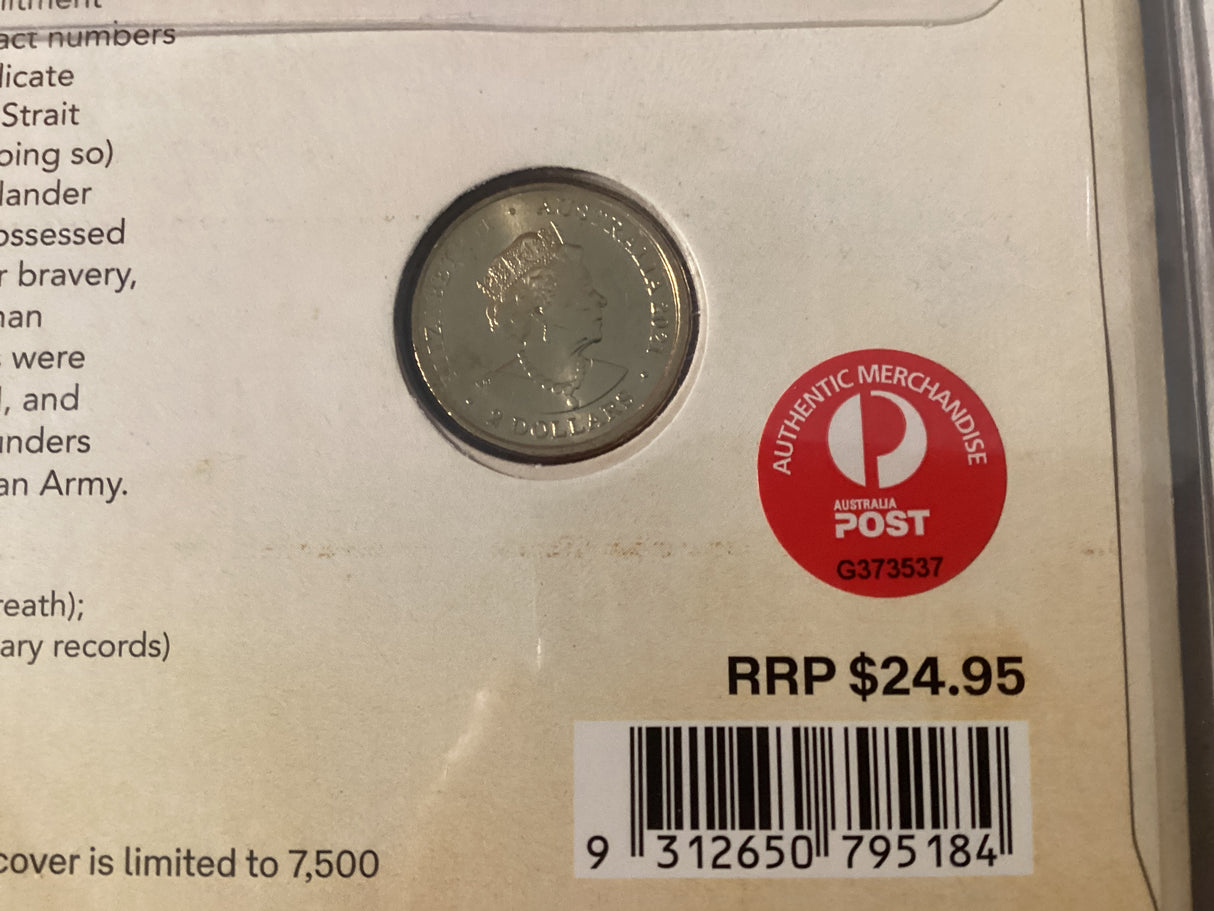 act numbers
licate
Strait
oing so)
lander
ossessed
r bravery,
nan
s were
l, and
unders
an Army.
reath);
ary records)
cover is limited to 7,500
AUSTRALIA 2021
2 DOLLARS
AUTHENTIC MERCHANDISE
AUSTRALIA
POST
G373537
RRP $24.95
9 312650 795184